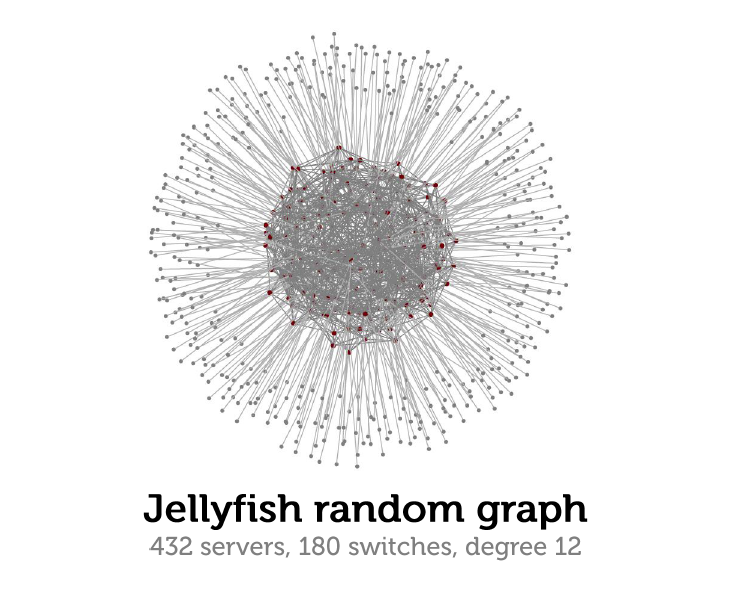 Jellyfish random graph
432 servers, 180 switches, degree 12